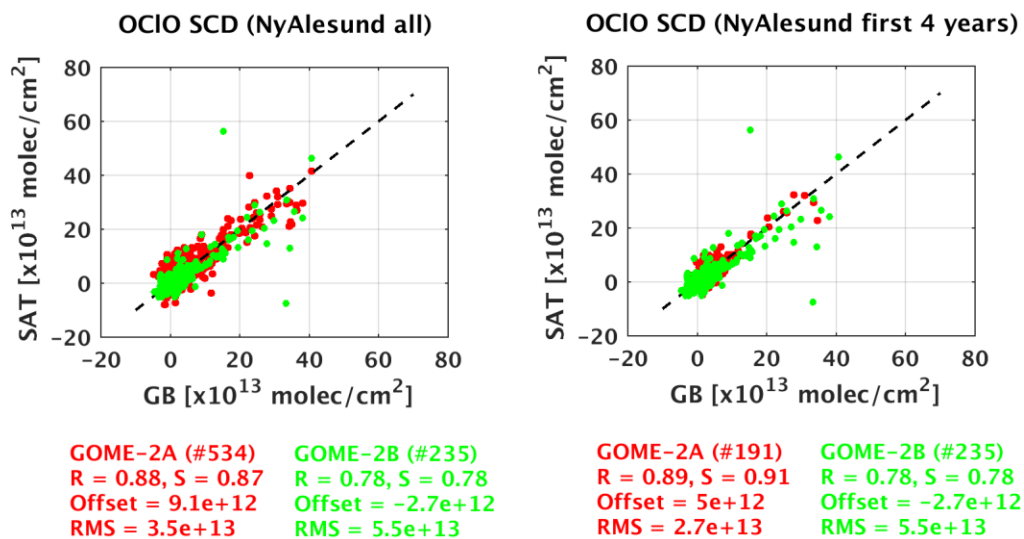 OClO SCD (NyAlesund all)
80
60
40
20
0
−20
SAT [x10^13 molec/cm^2]
−20 0 20 40 60 80
GB [x10^13 molec/cm^2]
GOME−2A (#534)
R = 0.88, S = 0.87
Offset = 9.1e+12
RMS = 3.5e+13
GOME−2B (#235)
R = 0.78, S = 0.78
Offset = −2.7e+12
RMS = 5.5e+13
OClO SCD (NyAlesund first 4 years)
80
60
40
20
0
−20
SAT [x10^13 molec/cm^2]
−20 0 20 40 60 80
GB [x10^13 molec/cm^2]
GOME−2A (#191)
R = 0.89, S = 0.91
Offset = 5e+12
RMS = 2.7e+13
GOME−2B (#235)
R = 0.78, S = 0.78
Offset = −2.7e+12
RMS = 5.5e+13